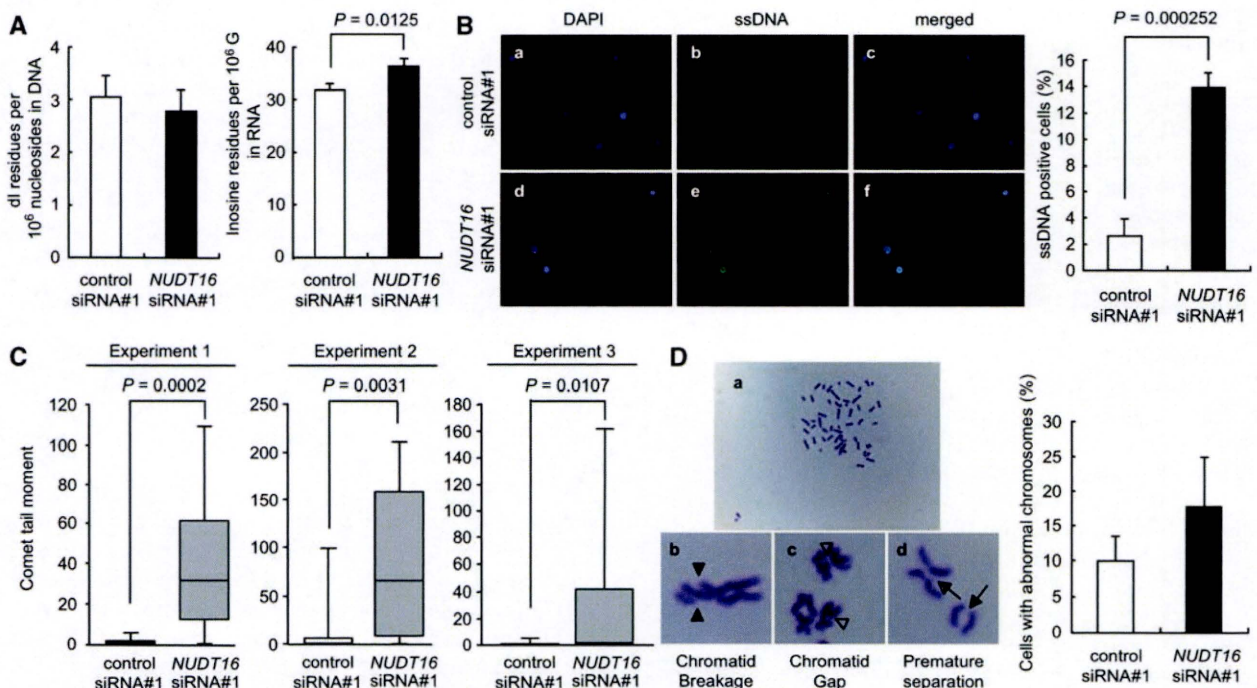 A
dI residues per
10⁶ nucleosides in DNA
4
3
2
1
0
control
siRNA#1
NUDT16
siRNA#1
P = 0.0125
Inosine residues per 10⁶ G
in RNA
40
30
20
10
0
control
siRNA#1
NUDT16
siRNA#1
B
DAPI
ssDNA
merged
control
siRNA#1
a
b
c
NUDT16
siRNA#1
d
e
f
P = 0.000252
ssDNA positive cells (%)
16
14
12
10
8
6
4
2
0
control
siRNA#1
NUDT16
siRNA#1
C
Comet tail moment
Experiment 1
P = 0.0002
120
100
80
60
40
20
0
control
siRNA#1
NUDT16
siRNA#1
Experiment 2
P = 0.0031
250
200
150
100
50
0
control
siRNA#1
NUDT16
siRNA#1
Experiment 3
P = 0.0107
180
160
140
120
100
80
60
40
20
0
control
siRNA#1
NUDT16
siRNA#1
D
a
b
c
d
Chromatid
Breakage
Chromatid
Gap
Premature
separation
Cells with abnormal chromosomes (%)
30
25
20
15
10
5
0
control
siRNA#1
NUDT16
siRNA#1